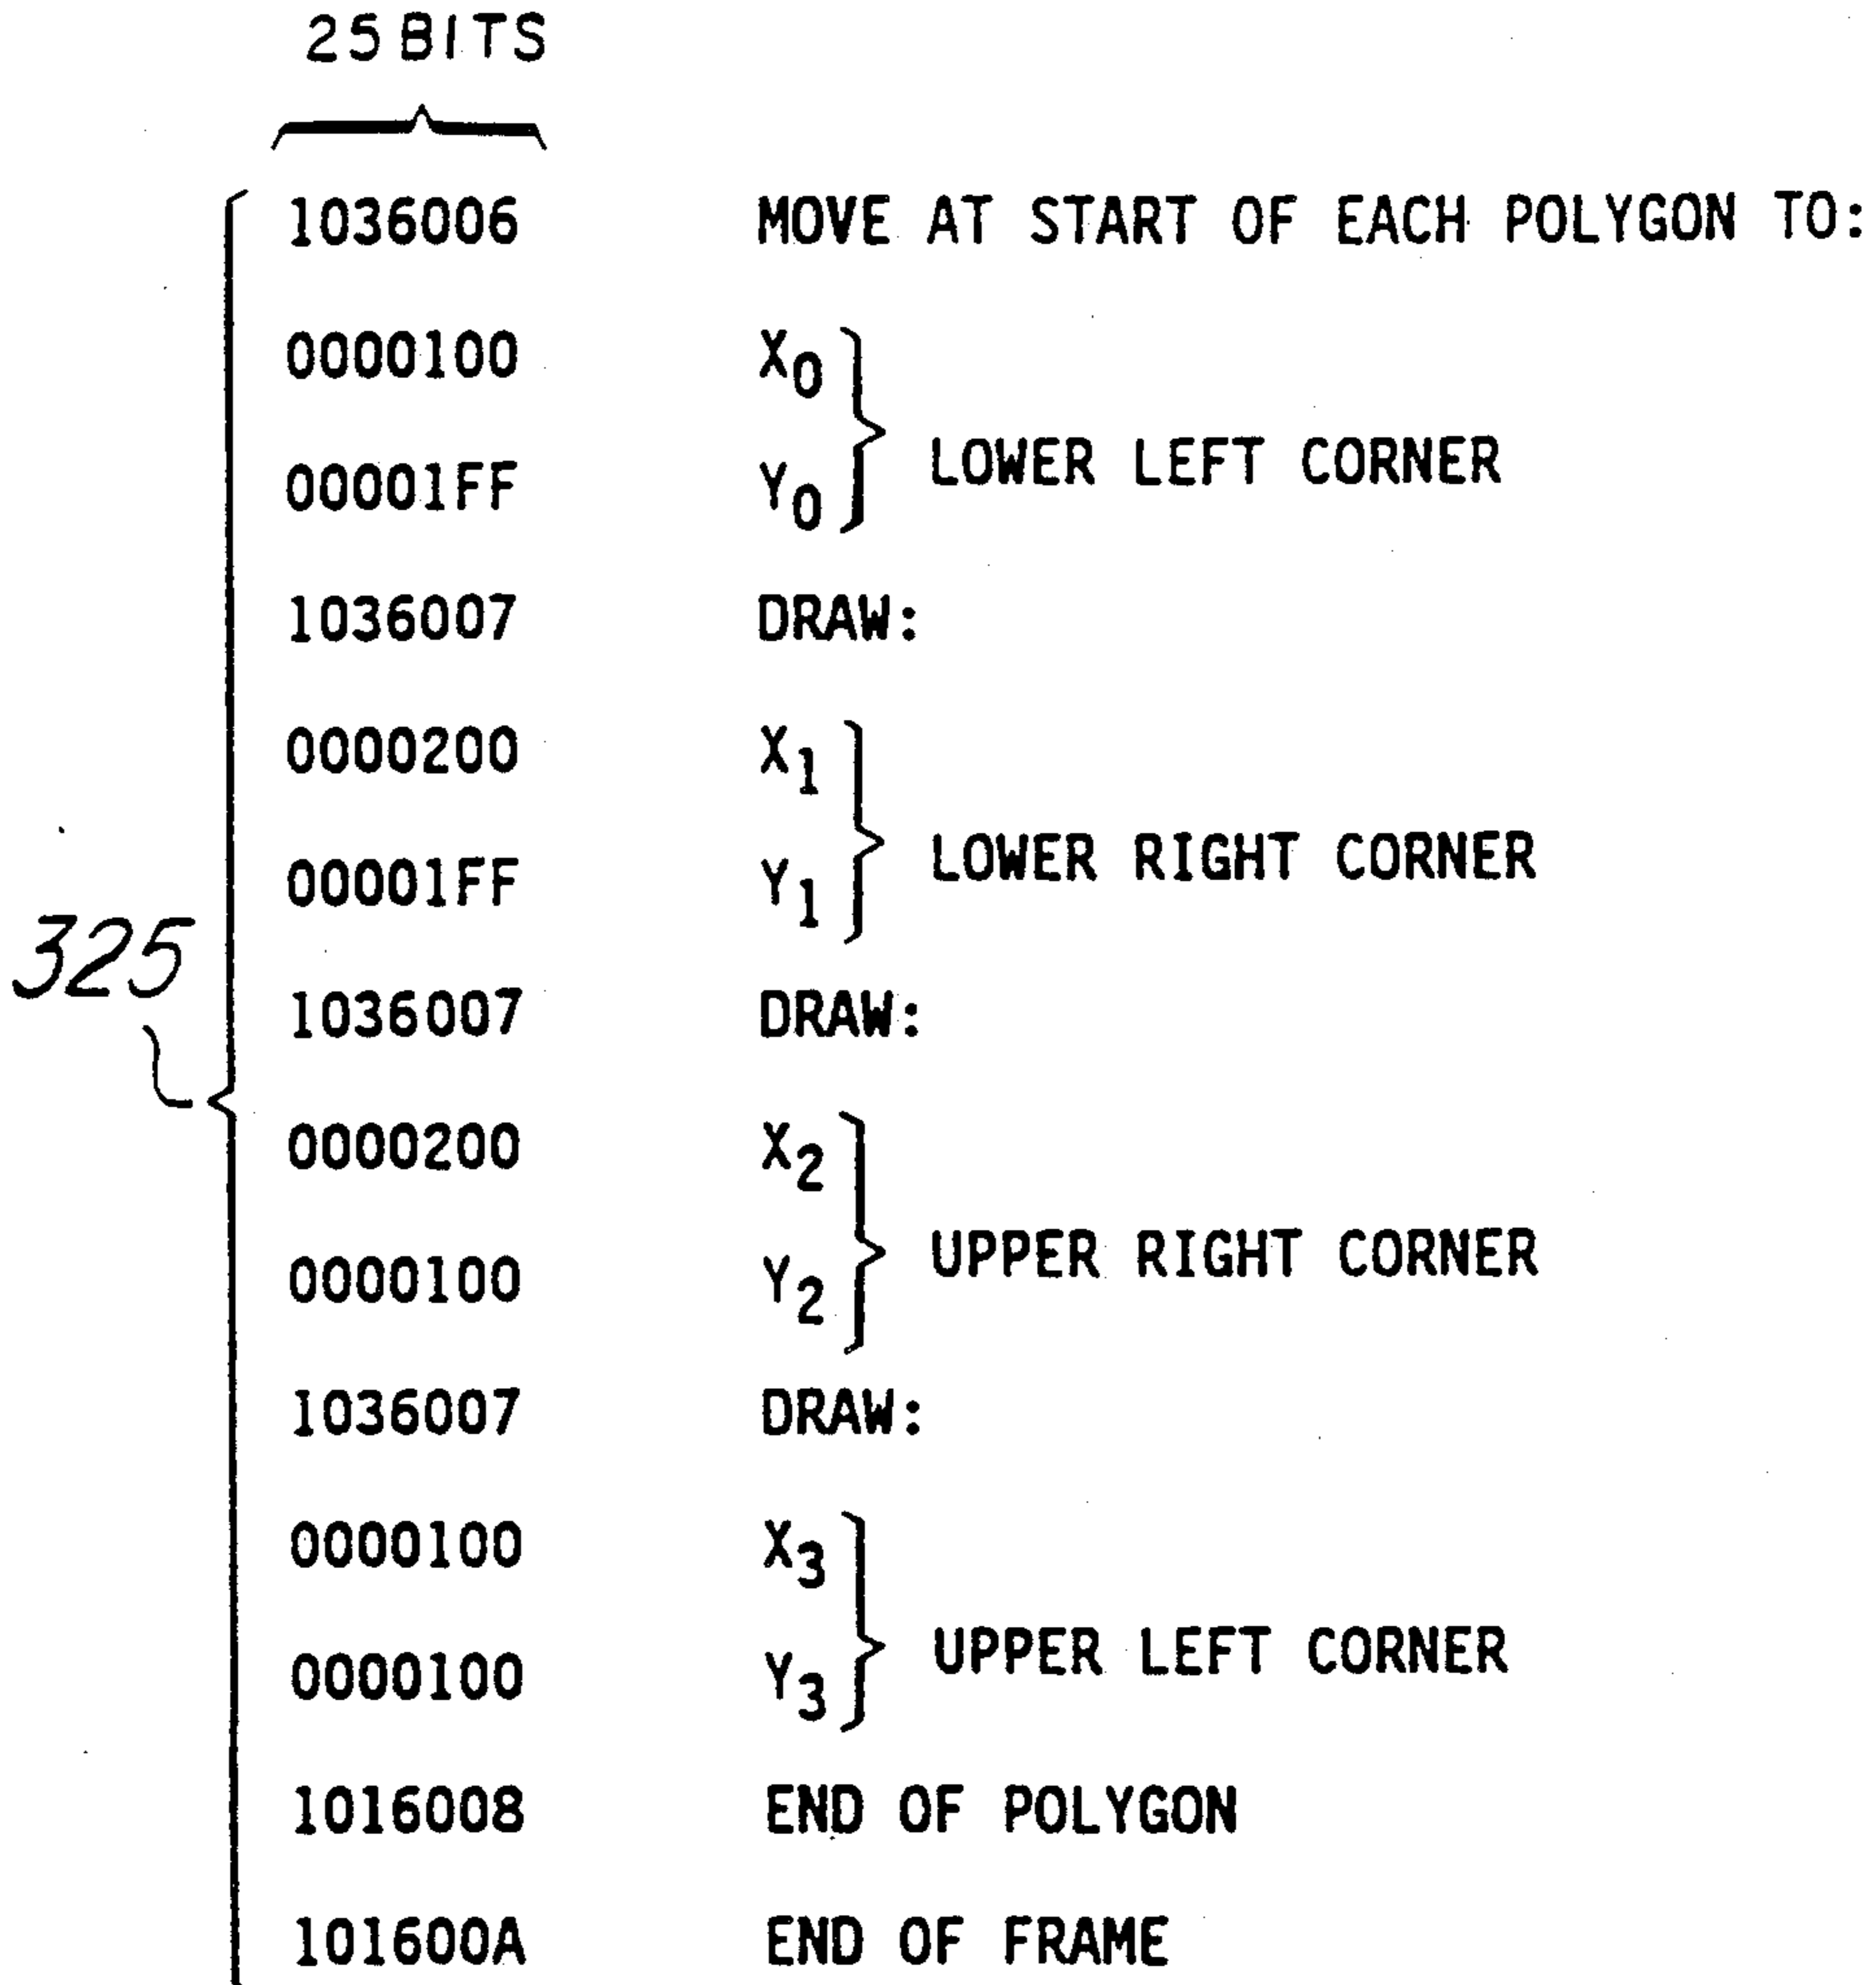 25 BITS
1036006 MOVE AT START OF EACH POLYGON TO:
0000100 X0
LOWER LEFT CORNER
00001FF Y0
1036007 DRAW:
0000200 X1
LOWER RIGHT CORNER
00001FF Y1
325
1036007 DRAW:
0000200 X2
UPPER RIGHT CORNER
0000100 Y2
1036007 DRAW:
0000100 X3
UPPER LEFT CORNER
0000100 Y3
1016008 END OF POLYGON
101600A END OF FRAME